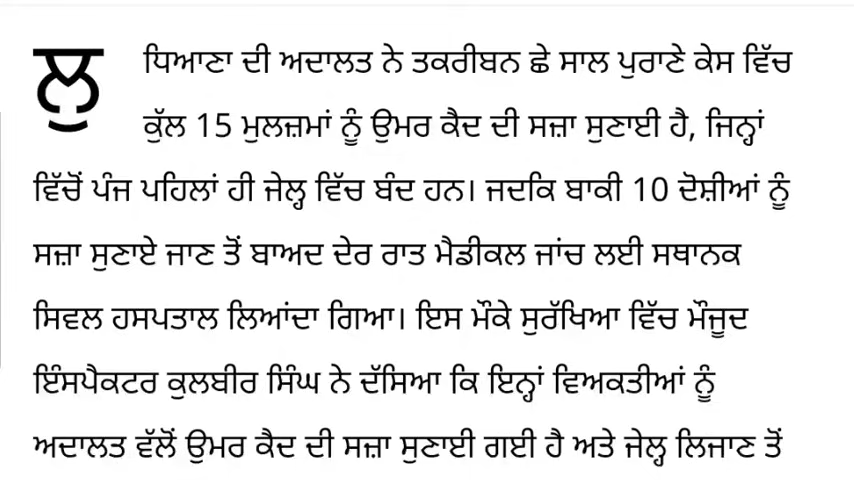 ਲੁਧਿਆਣਾ ਦੀ ਅਦਾਲਤ ਨੇ ਤਕਰੀਬਨ ਛੇ ਸਾਲ ਪੁਰਾਣੇ ਕੇਸ ਵਿੱਚ
ਕੁੱਲ 15 ਮੁਲਜ਼ਮਾਂ ਨੂੰ ਉਮਰ ਕੈਦ ਦੀ ਸਜ਼ਾ ਸੁਣਾਈ ਹੈ, ਜਿਨ੍ਹਾਂ
ਵਿੱਚੋਂ ਪੰਜ ਪਹਿਲਾਂ ਹੀ ਜੇਲ੍ਹ ਵਿੱਚ ਬੰਦ ਹਨ। ਜਦਕਿ ਬਾਕੀ 10 ਦੋਸ਼ੀਆਂ ਨੂੰ
ਸਜ਼ਾ ਸੁਣਾਏ ਜਾਣ ਤੋਂ ਬਾਅਦ ਦੇਰ ਰਾਤ ਮੈਡੀਕਲ ਜਾਂਚ ਲਈ ਸਥਾਨਕ
ਸਿਵਲ ਹਸਪਤਾਲ ਲਿਆਂਦਾ ਗਿਆ। ਇਸ ਮੌਕੇ ਸੁਰੱਖਿਆ ਵਿੱਚ ਮੌਜੂਦ
ਇੰਸਪੈਕਟਰ ਕੁਲਬੀਰ ਸਿੰਘ ਨੇ ਦੱਸਿਆ ਕਿ ਇਨ੍ਹਾਂ ਵਿਅਕਤੀਆਂ ਨੂੰ
ਅਦਾਲਤ ਵੱਲੋਂ ਉਮਰ ਕੈਦ ਦੀ ਸਜ਼ਾ ਸੁਣਾਈ ਗਈ ਹੈ ਅਤੇ ਜੇਲ੍ਹ ਲਿਜਾਣ ਤੋਂ